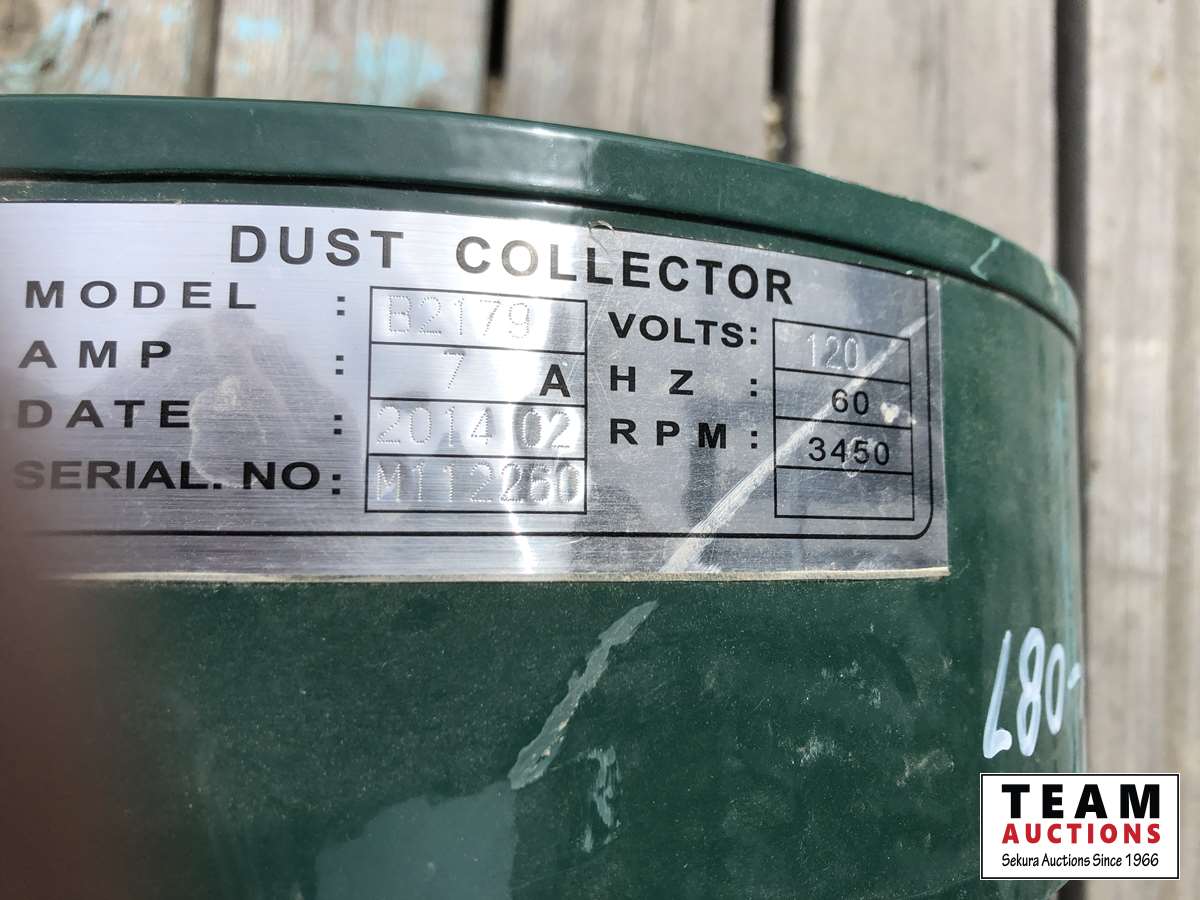 DUST COLLECTOR
MODEL : B2179 VOLTS: 120
AMP : 7 A HZ : 60
DATE : 2014 02 RPM: 3450
SERIAL. NO: M112260
-087
TEAM
AUCTIONS
Sekura Auctions Since 1966